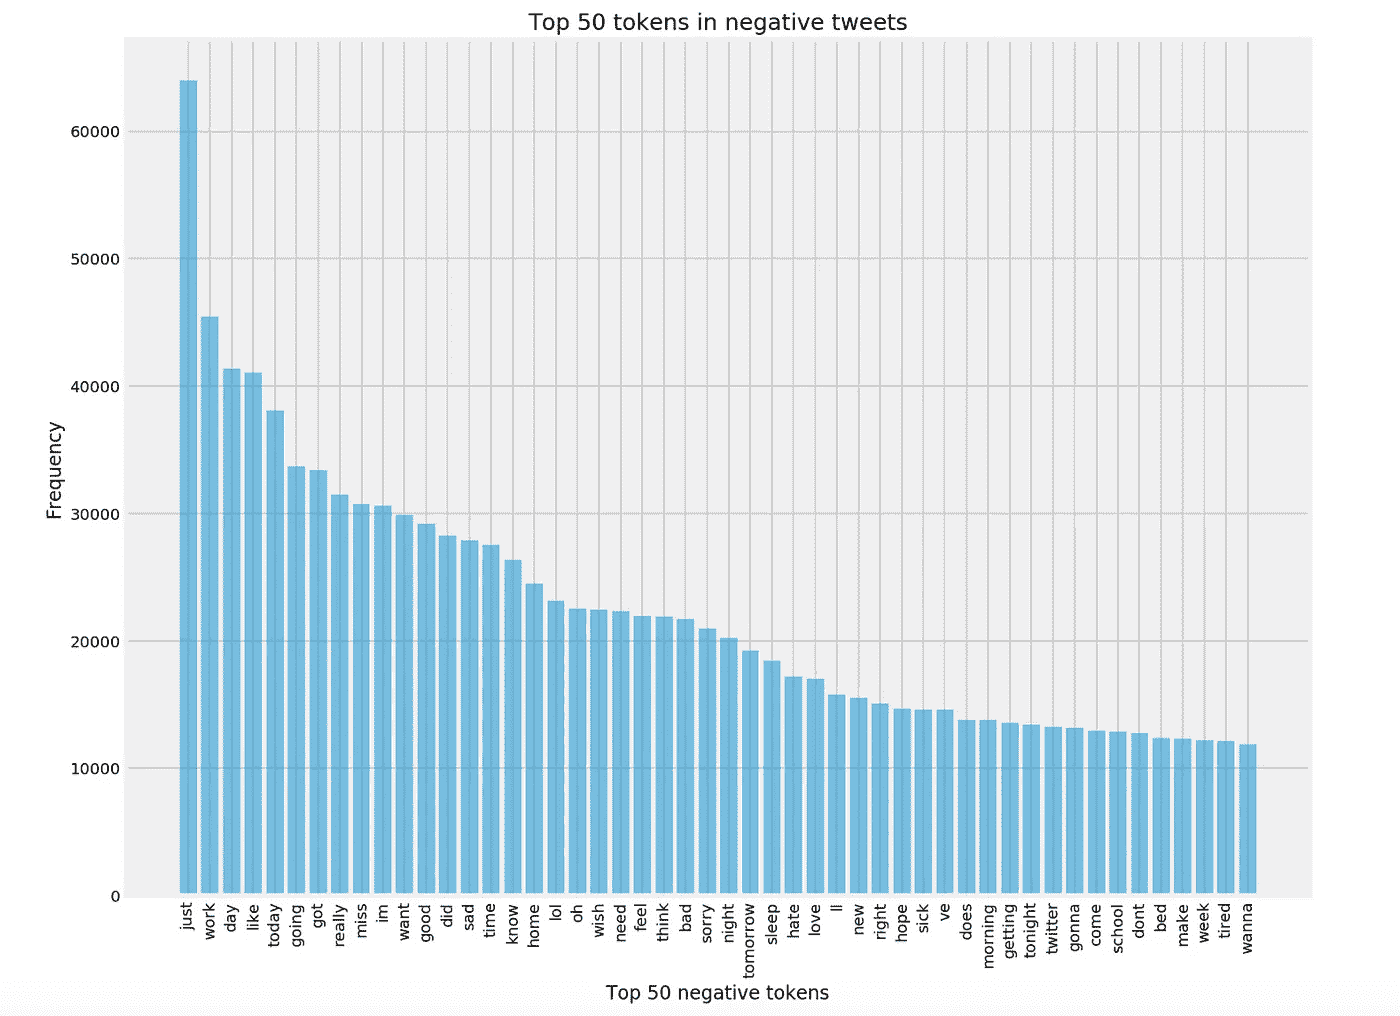 Top 50 tokens in negative tweets
60000
50000
40000
30000
20000
10000
0
Frequency
just
work
day
like
today
going
got
really
miss
im
want
good
did
sad
time
know
home
lol
oh
wish
need
feel
think
bad
sorry
night
tomorrow
sleep
hate
love
ll
new
right
hope
sick
ve
does
morning
getting
tonight
twitter
gonna
come
school
dont
bed
make
week
tired
wanna
Top 50 negative tokens